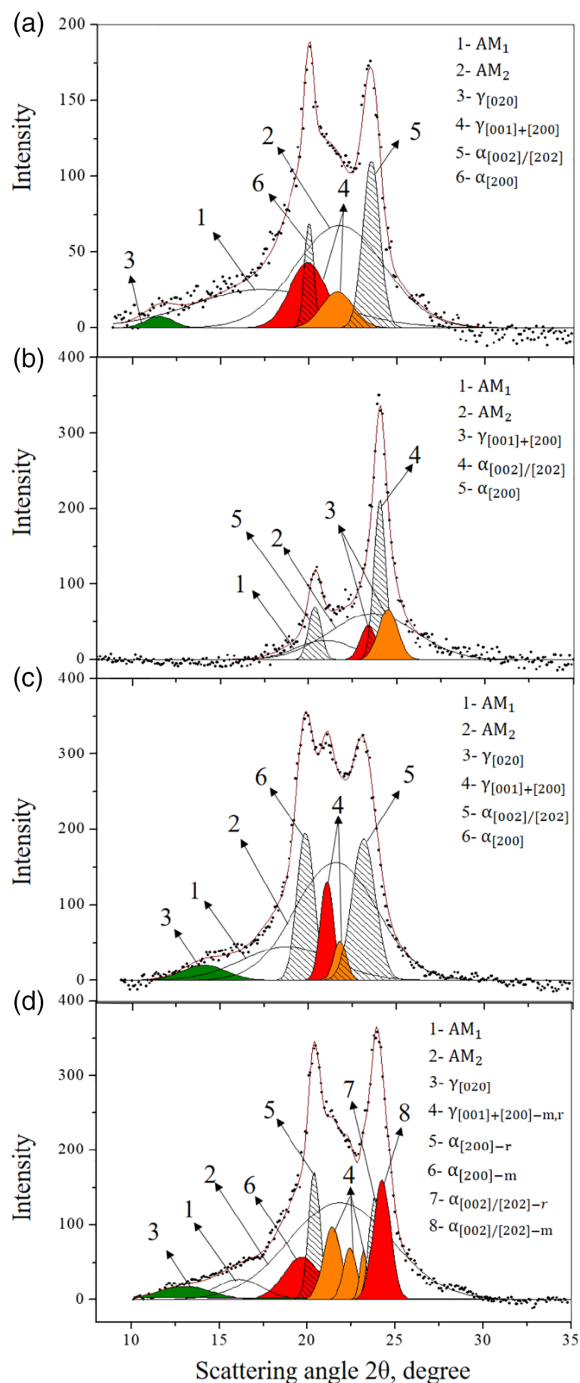 (a)
200
150
100
50
0
Intensity
1- AM₁
2- AM₂
3- γ[020]
4- γ[001]+[200]
5- α[002]/[202]
6- α[200]
3
1
6
2
4
5
(b)
400
300
200
100
0
Intensity
1- AM₁
2- AM₂
3- γ[001]+[200]
4- α[002]/[202]
5- α[200]
1
5
2
3
4
(c)
400
300
200
100
0
Intensity
1- AM₁
2- AM₂
3- γ[020]
4- γ[001]+[200]
5- α[002]/[202]
6- α[200]
3
1
2
6
4
5
(d)
400
300
200
100
0
Intensity
1- AM₁
2- AM₂
3- γ[020]
4- γ[001]+[200]−m,r
5- α[200]−r
6- α[200]−m
7- α[002]/[202]−r
8- α[002]/[202]−m
3
1
2
6
5
4
7
8
10 15 20 25 30 35
Scattering angle 2θ, degree